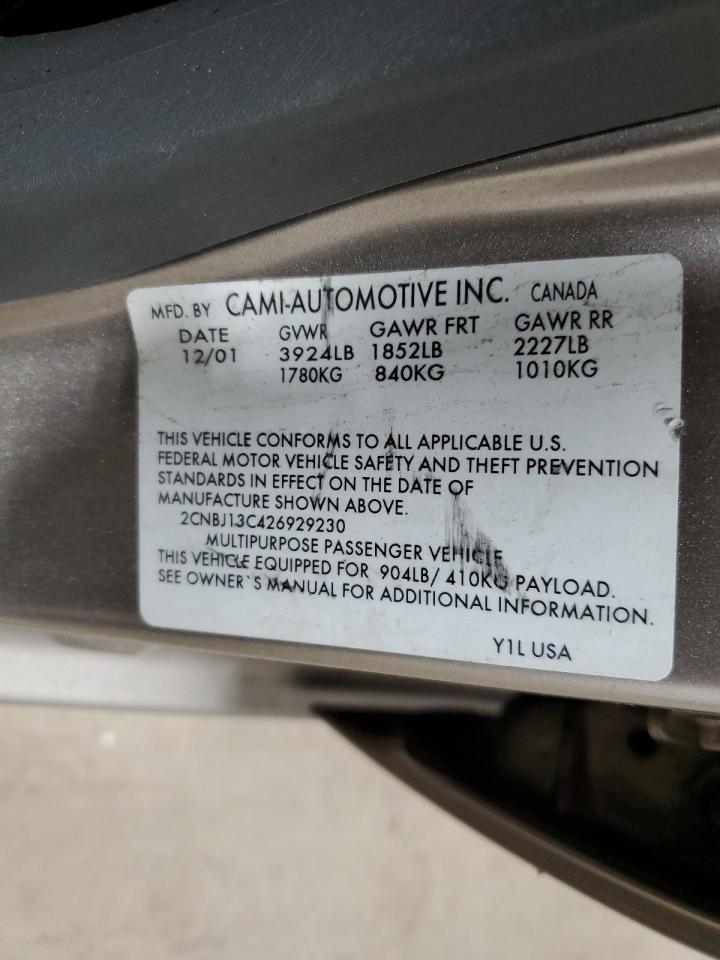 MFD. BY CAMI-AUTOMOTIVE INC. CANADA
DATE GVWR GAWR FRT GAWR RR
12/01 3924LB 1852LB 2227LB
1780KG 840KG 1010KG
THIS VEHICLE CONFORMS TO ALL APPLICABLE U.S.
FEDERAL MOTOR VEHICLE SAFETY AND THEFT PREVENTION
STANDARDS IN EFFECT ON THE DATE OF
MANUFACTURE SHOWN ABOVE.
2CNBJ13C426929230
MULTIPURPOSE PASSENGER VEHICLE
THIS VEHICLE EQUIPPED FOR 904LB/ 410KG PAYLOAD.
SEE OWNER`S MANUAL FOR ADDITIONAL INFORMATION.
Y1L USA